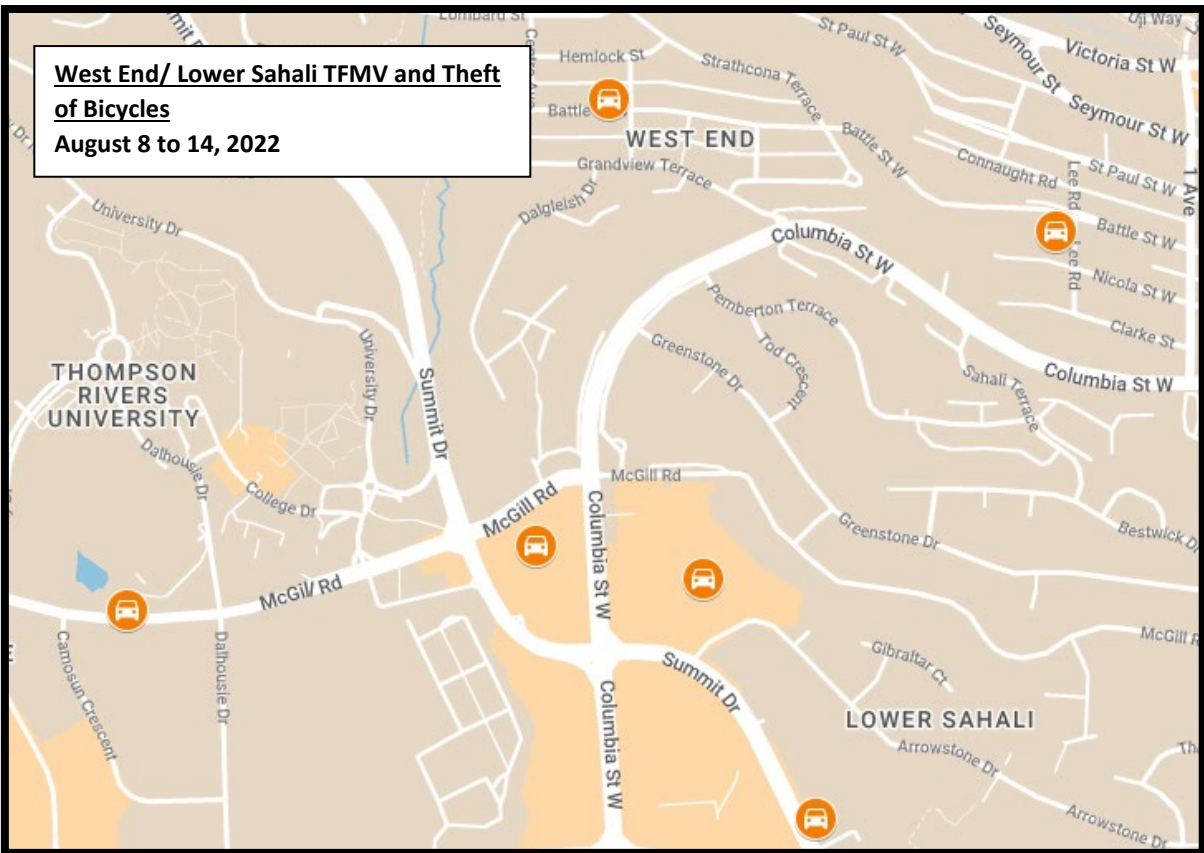 Lombard St
Uji Way
St Paul St W
Seymour St
Victoria St W
West End/ Lower Sahali TFMV and Theft
of Bicycles
August 8 to 14, 2022
Hemlock St
Strathcona Terrace
Seymour St W
Battle
WEST END
Battle St W
Grandview Terrace
Connaught Rd
Lee Rd
St Paul St W
1 Ave
Dalgleish Dr
University Dr
Columbia St W
Battle St W
Lee Rd
Nicola St W
Pemberton Terrace
Clarke St
University Dr
Greenstone Dr
Tod Crescent
Sahali Terrace
Columbia St W
THOMPSON
RIVERS
UNIVERSITY
Summit Dr
Dalhousie Dr
College Dr
McGill Rd
McGill Rd
Columbia St W
Greenstone Dr
Bestwick D
McGill Rd
Camosun Crescent
Dalhousie Dr
McGill R
Gibraltar Ct
Summit Dr
Columbia St W
LOWER SAHALI
Arrowstone Dr
Th
Arrowstone Dr